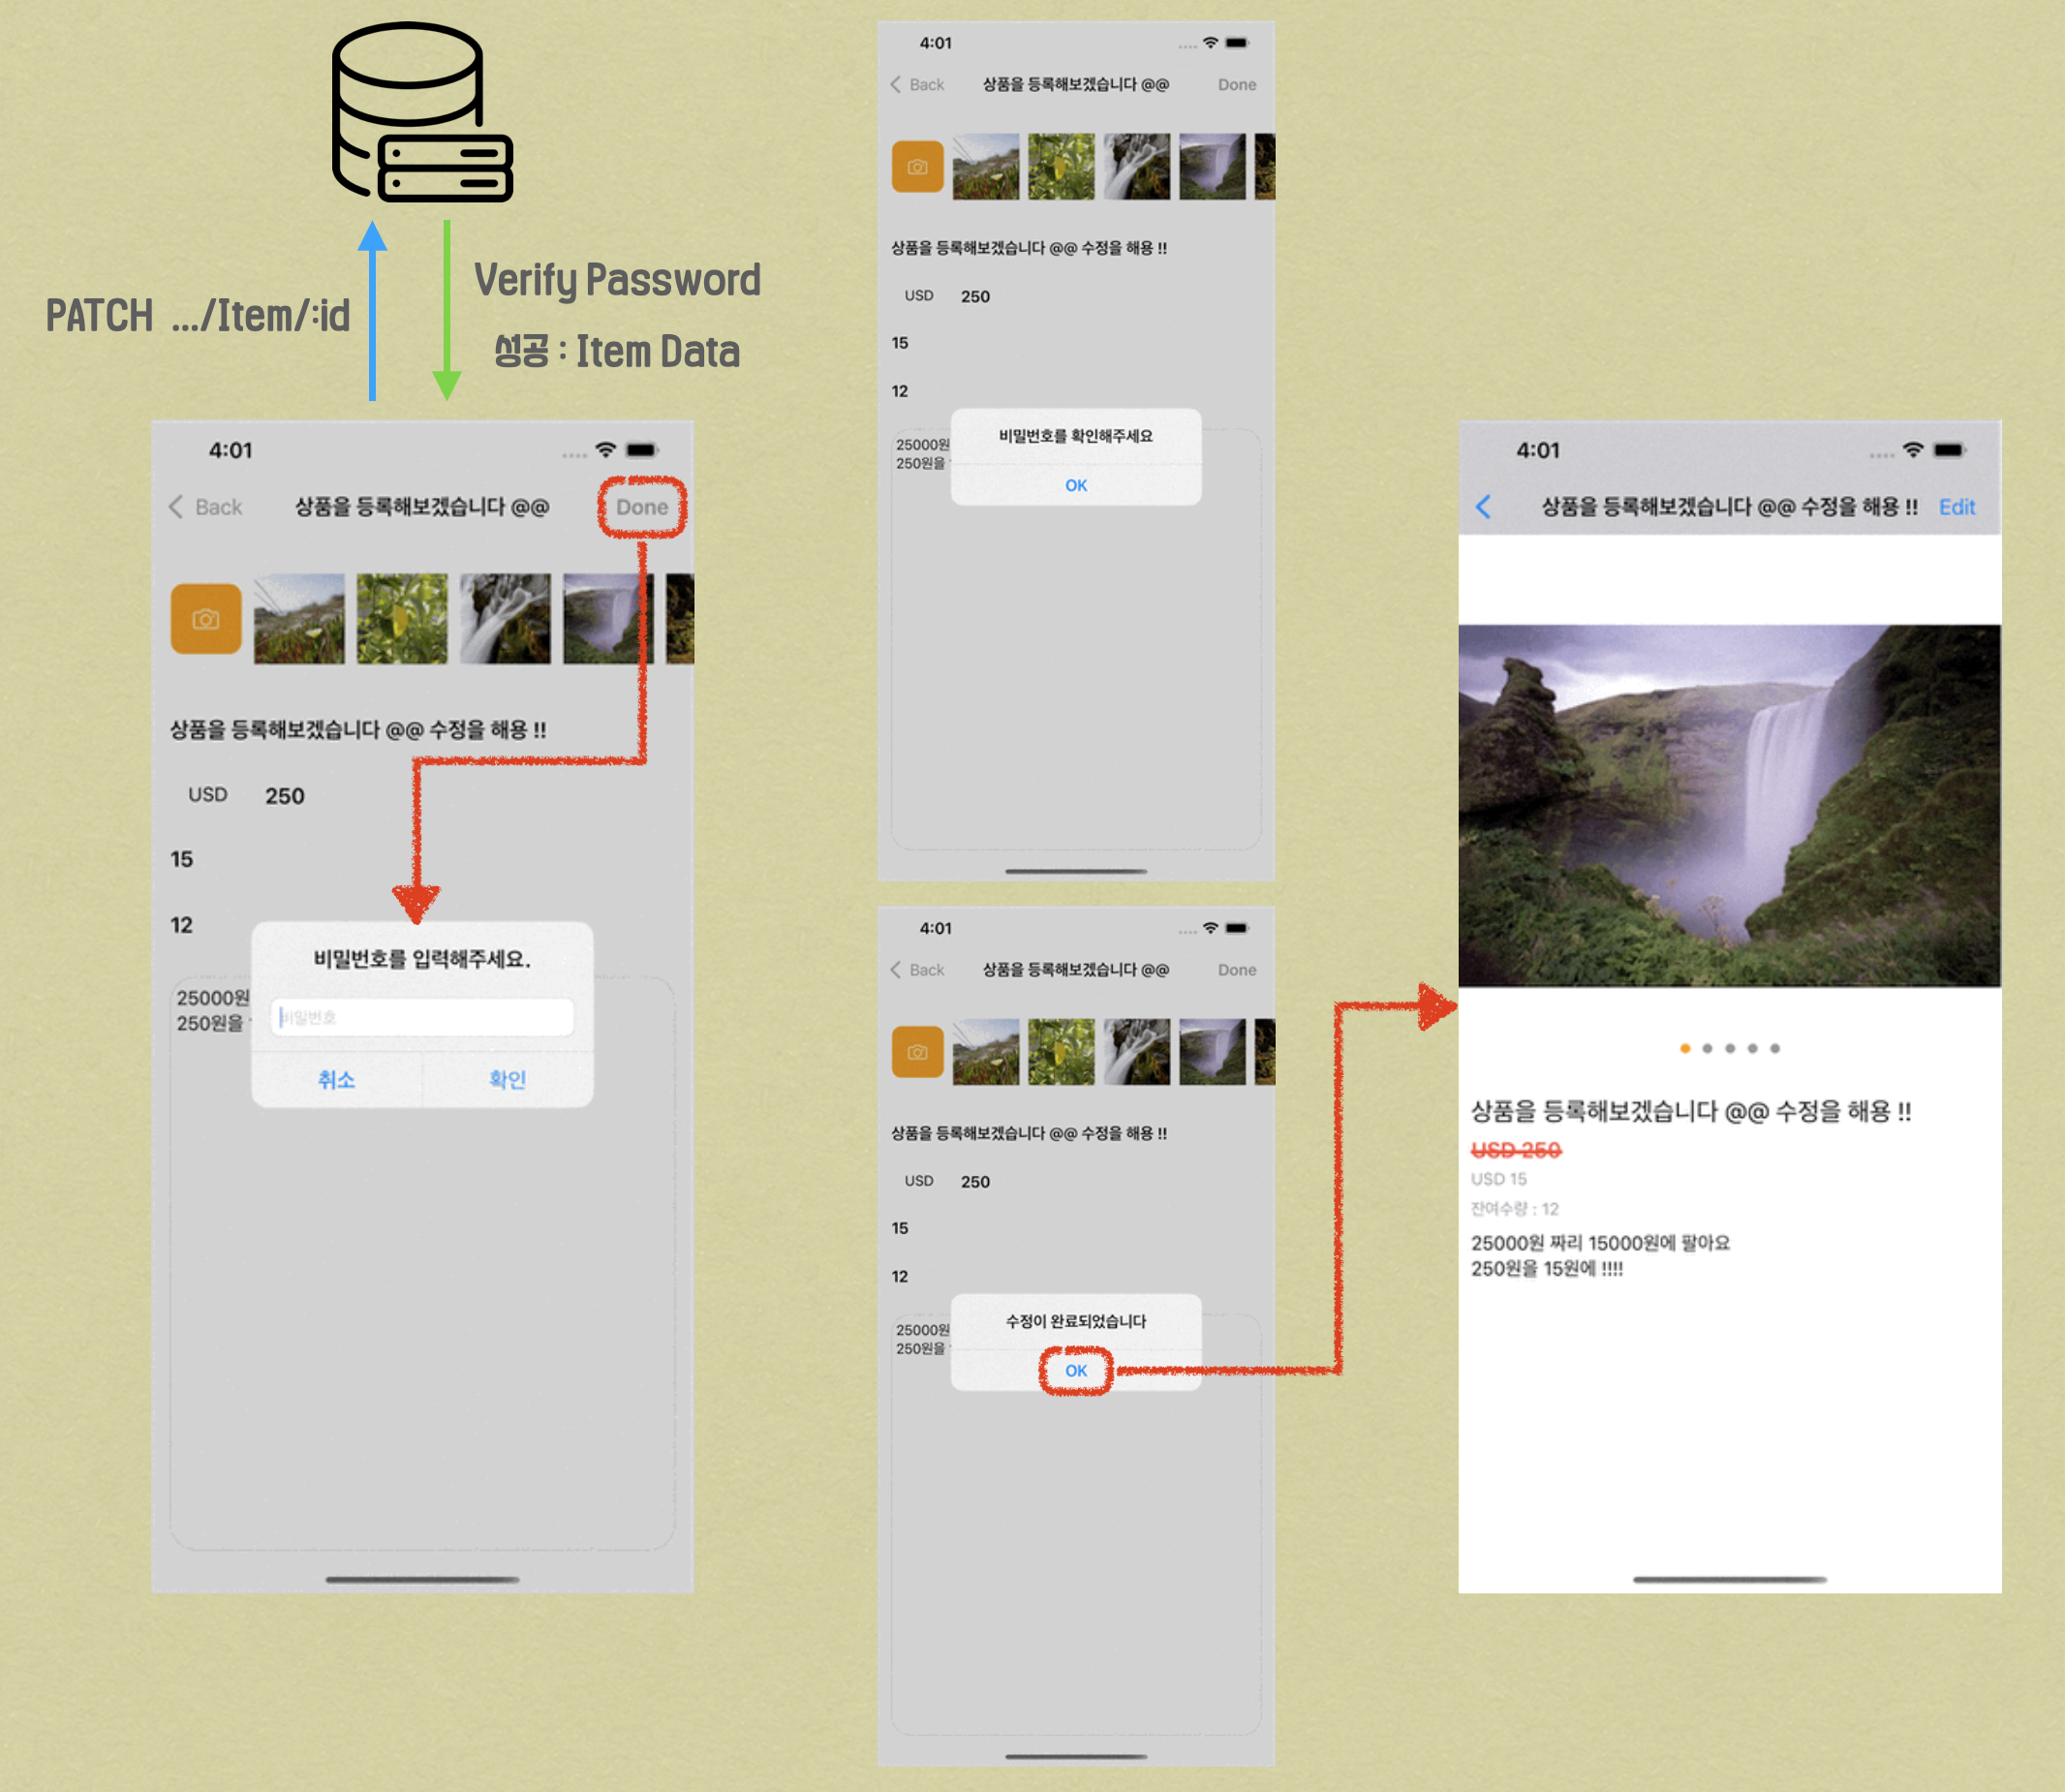 PATCH .../Item/:id
Verify Password
성공 : Item Data
4:01
Back
상품을 등록해보겠습니다 @@
Done
상품을 등록해보겠습니다 @@ 수정을 해용 !!
USD 250
15
12
25000원
250원을
비밀번호를 입력해주세요.
비밀번호
취소
확인
4:01
Back
상품을 등록해보겠습니다 @@
Done
상품을 등록해보겠습니다 @@ 수정을 해용 !!
USD 250
15
12
25000원
250원을
비밀번호를 확인해주세요
OK
4:01
Back
상품을 등록해보겠습니다 @@
Done
상품을 등록해보겠습니다 @@ 수정을 해용 !!
USD 250
15
12
25000원
250원을
수정이 완료되었습니다
OK
4:01
상품을 등록해보겠습니다 @@ 수정을 해용 !!
Edit
상품을 등록해보겠습니다 @@ 수정을 해용 !!
USD 250
USD 15
잔여수량 : 12
25000원 짜리 15000원에 팔아요
250원을 15원에 !!!!